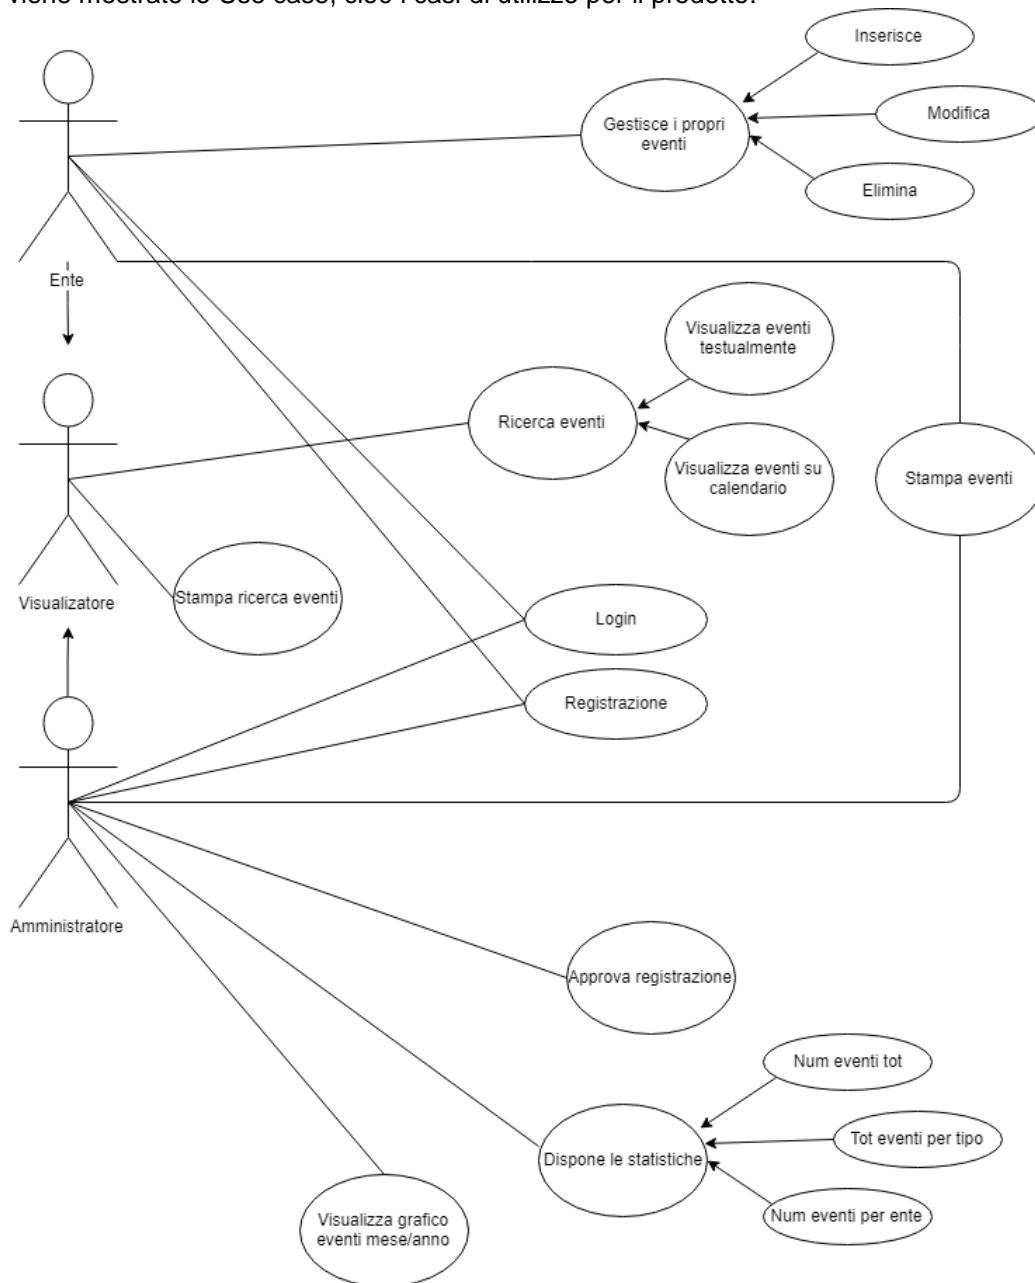 viene mostrato lo Use case, cioè i casi di utilizzo per il prodotto:
Inserisce
Gestisce i propri
eventi
Modifica
Elimina
Ente
Visualizza eventi
testualmente
Ricerca eventi
Visualizza eventi su
calendario
Stampa eventi
Visualizatore
Stampa ricerca eventi
Login
Registrazione
Amministratore
Approva registrazione
Num eventi tot
Tot eventi per tipo
Dispone le statistiche
Num eventi per ente
Visualizza grafico
eventi mese/anno